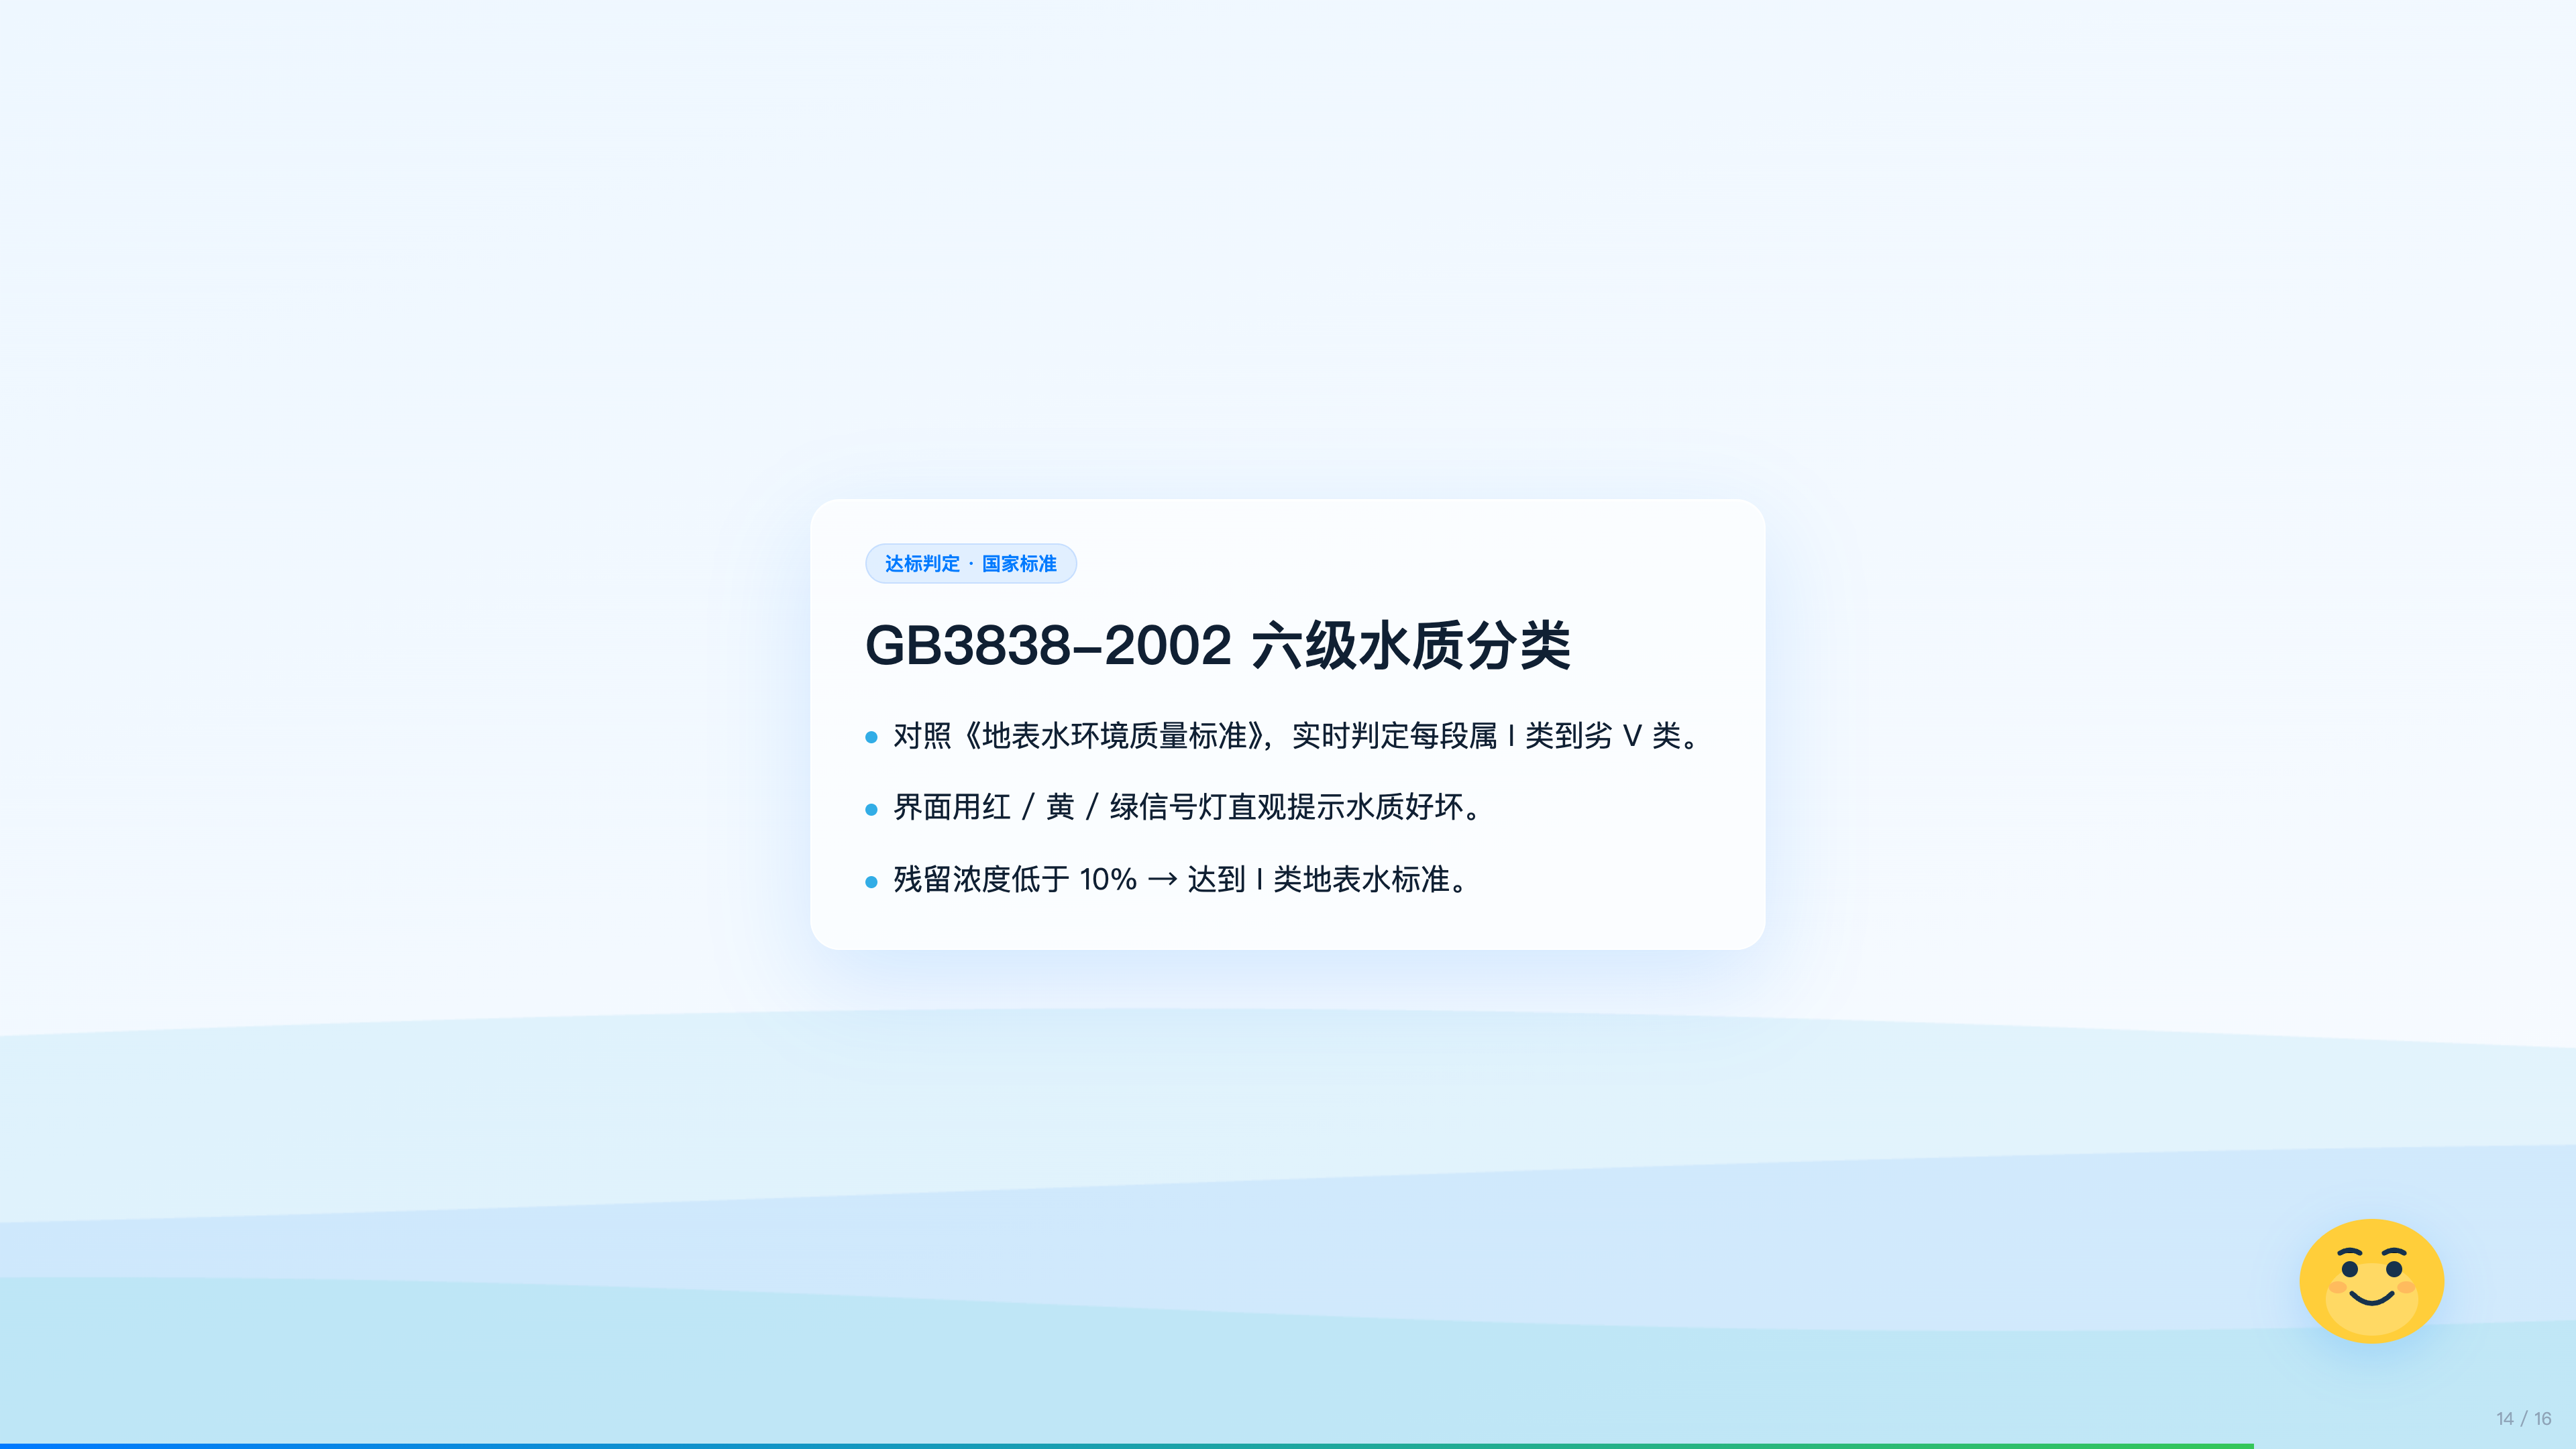 达标判定 · 国家标准
GB3838-2002 六级水质分类
对照《地表水环境质量标准》，实时判定每段属 I 类到劣 V 类。
界面用红 / 黄 / 绿信号灯直观提示水质好坏。
残留浓度低于 10% → 达到 I 类地表水标准。
14 / 16